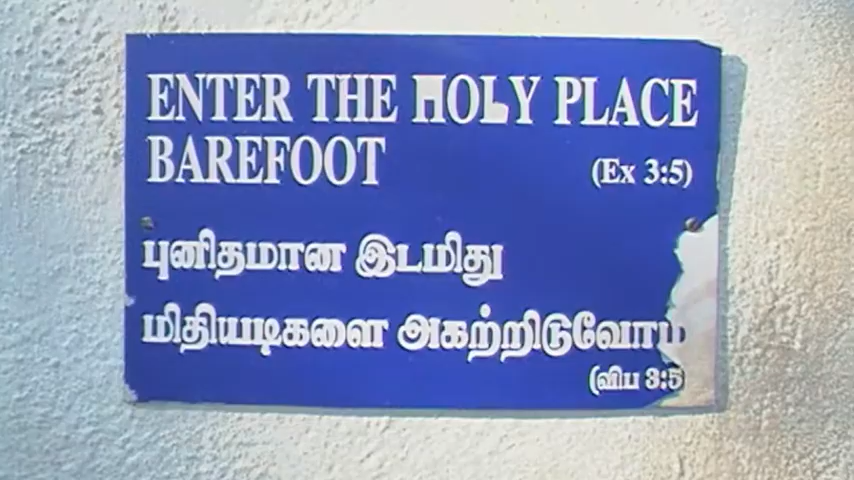 ENTER THE HOLY PLACE
BAREFOOT (Ex 3:5)
புனிதமான இடமிது
மிதியடிகளை அகற்றிடுவோம்
(விப 3:5